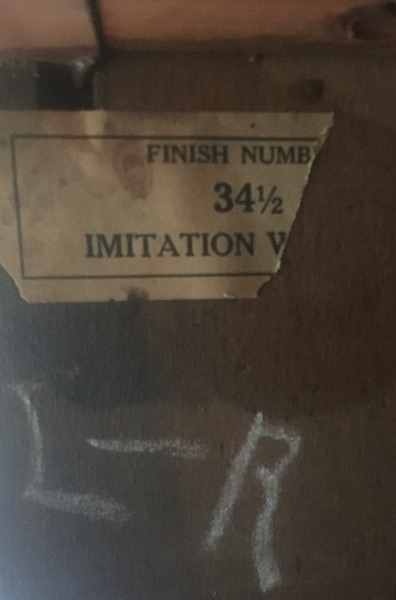 FINISH NUMB
34½
IMITATION
L-R